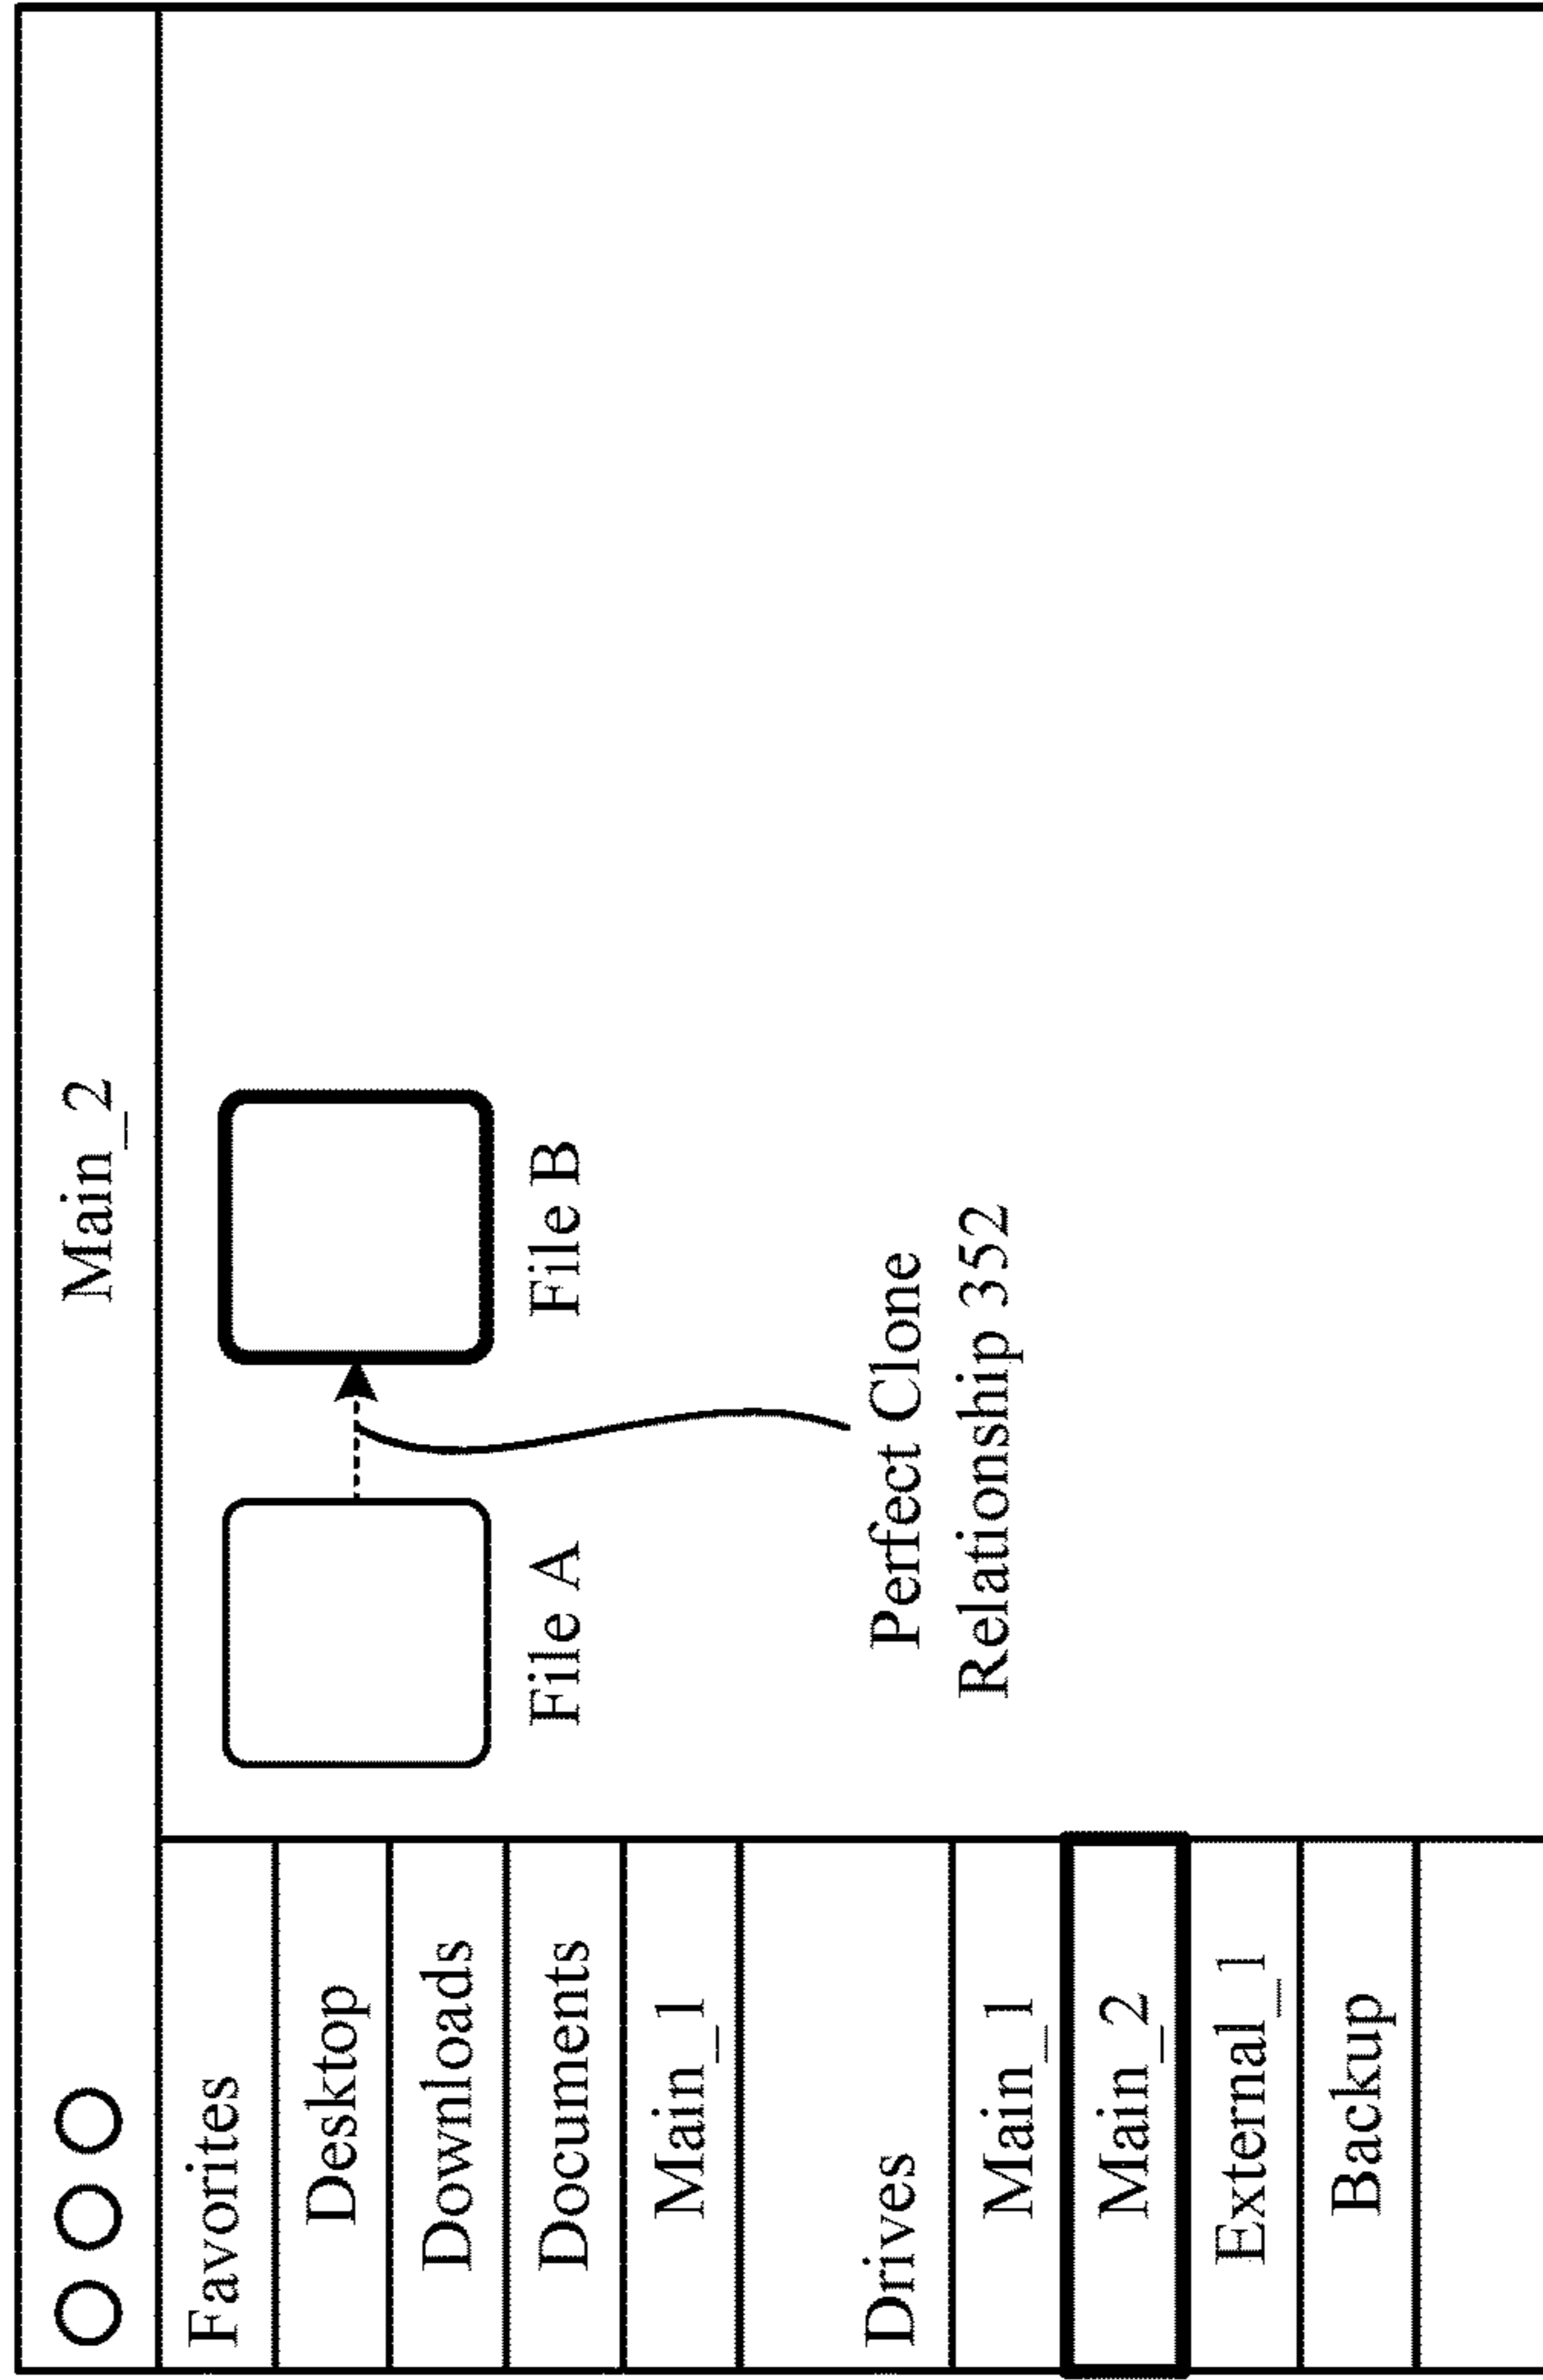 Main_2
Favorites
Desktop
Downloads
Documents
Main_1
Drives
Main_1
Main_2
External_1
Backup
File A
File B
Perfect Clone
Relationship 352